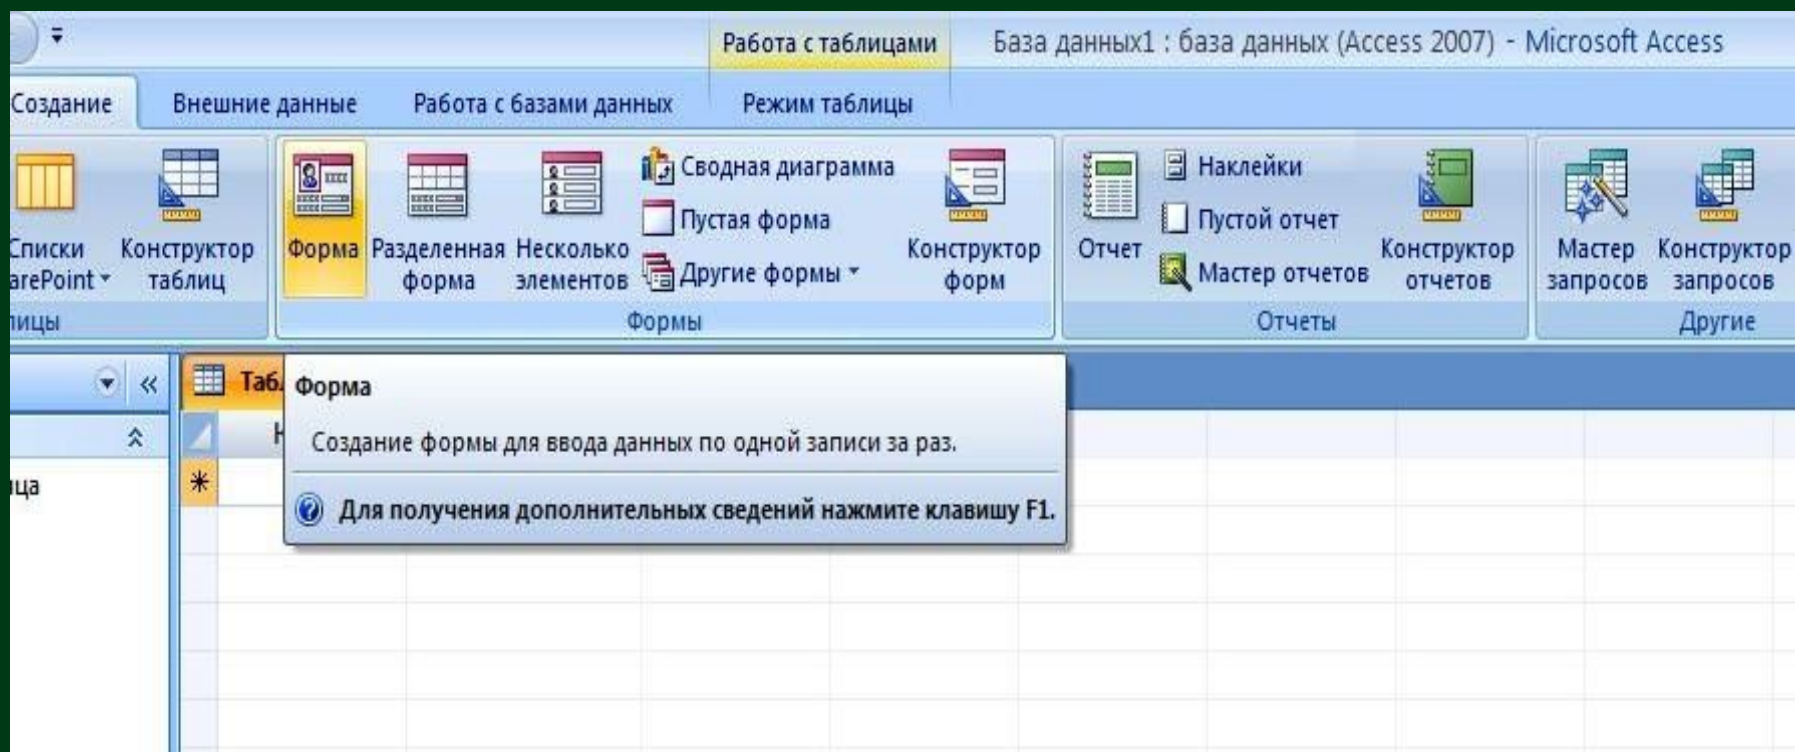 Работа с таблицами
База данных1 : база данных (Access 2007) - Microsoft Access
Создание
Внешние данные
Работа с базами данных
Режим таблицы
Списки
arePoint
Конструктор
таблиц
лицы
Форма
Разделенная
форма
Несколько
элементов
Сводная диаграмма
Пустая форма
Другие формы
Конструктор
форм
Формы
Отчет
Наклейки
Пустой отчет
Мастер отчетов
Конструктор
отчетов
Отчеты
Мастер
запросов
Конструктор
запросов
Другие
Таб
Форма
Создание формы для ввода данных по одной записи за раз.
Для получения дополнительных сведений нажмите клавишу F1.
ца